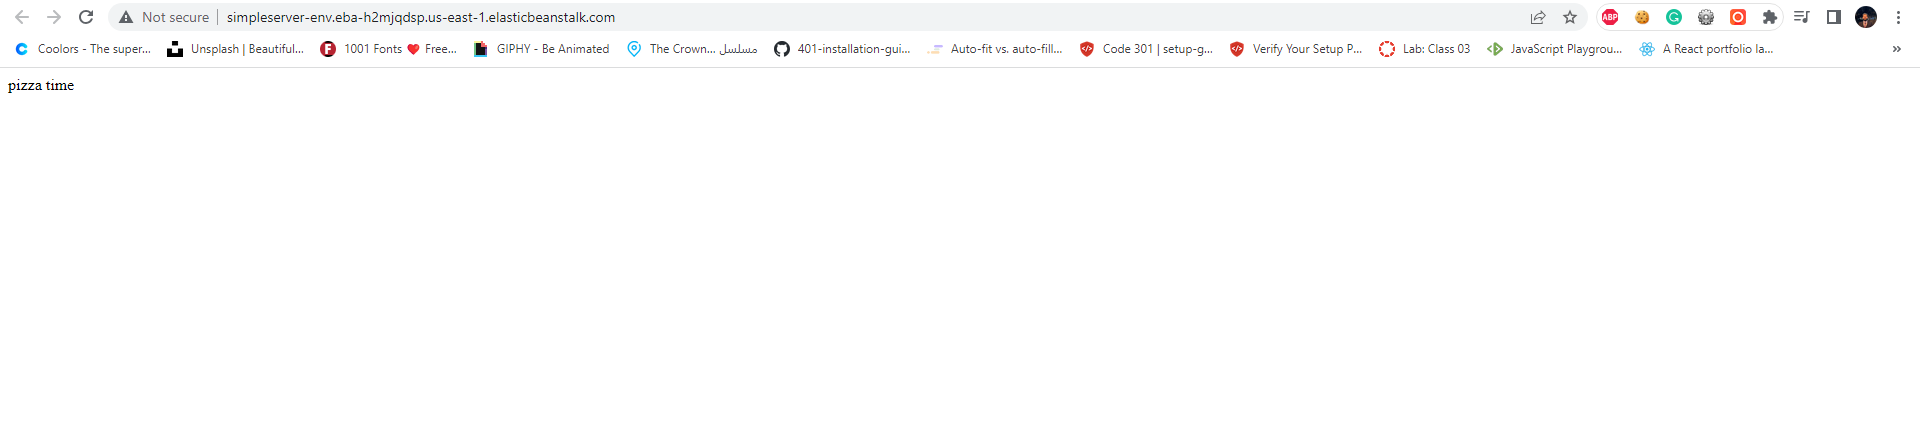 Not secure simpleserver-env.eba-h2mjqdsp.us-east-1.elasticbeanstalk.com ABP
Coolors - The super... Unsplash | Beautiful... F 1001 Fonts ❤ Free... GIPHY - Be Animated The Crown... مسلسل 401-installation-gui... Auto-fit vs. auto-fill... Code 301 | setup-g... Verify Your Setup P... Lab: Class 03 JavaScript Playgrou... A React portfolio la... »
pizza time